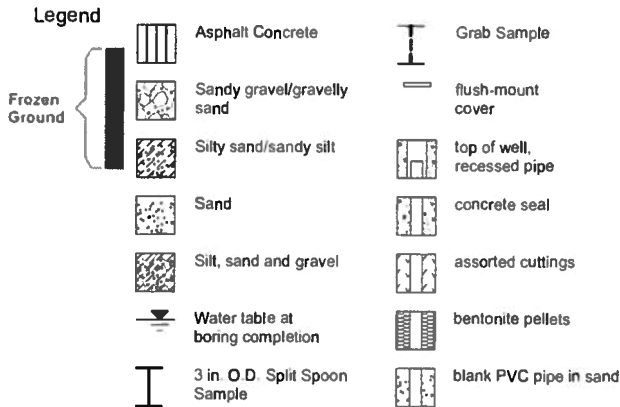 Legend
Frozen
Ground
Asphalt Concrete
Sandy gravel/gravelly
sand
Silty sand/sandy silt
Sand
Silt, sand and gravel
Water table at
boring completion
3 in. O.D. Split Spoon
Sample
Grab Sample
flush-mount
cover
top of well,
recessed pipe
concrete seal
assorted cuttings
bentonite pellets
blank PVC pipe in sand